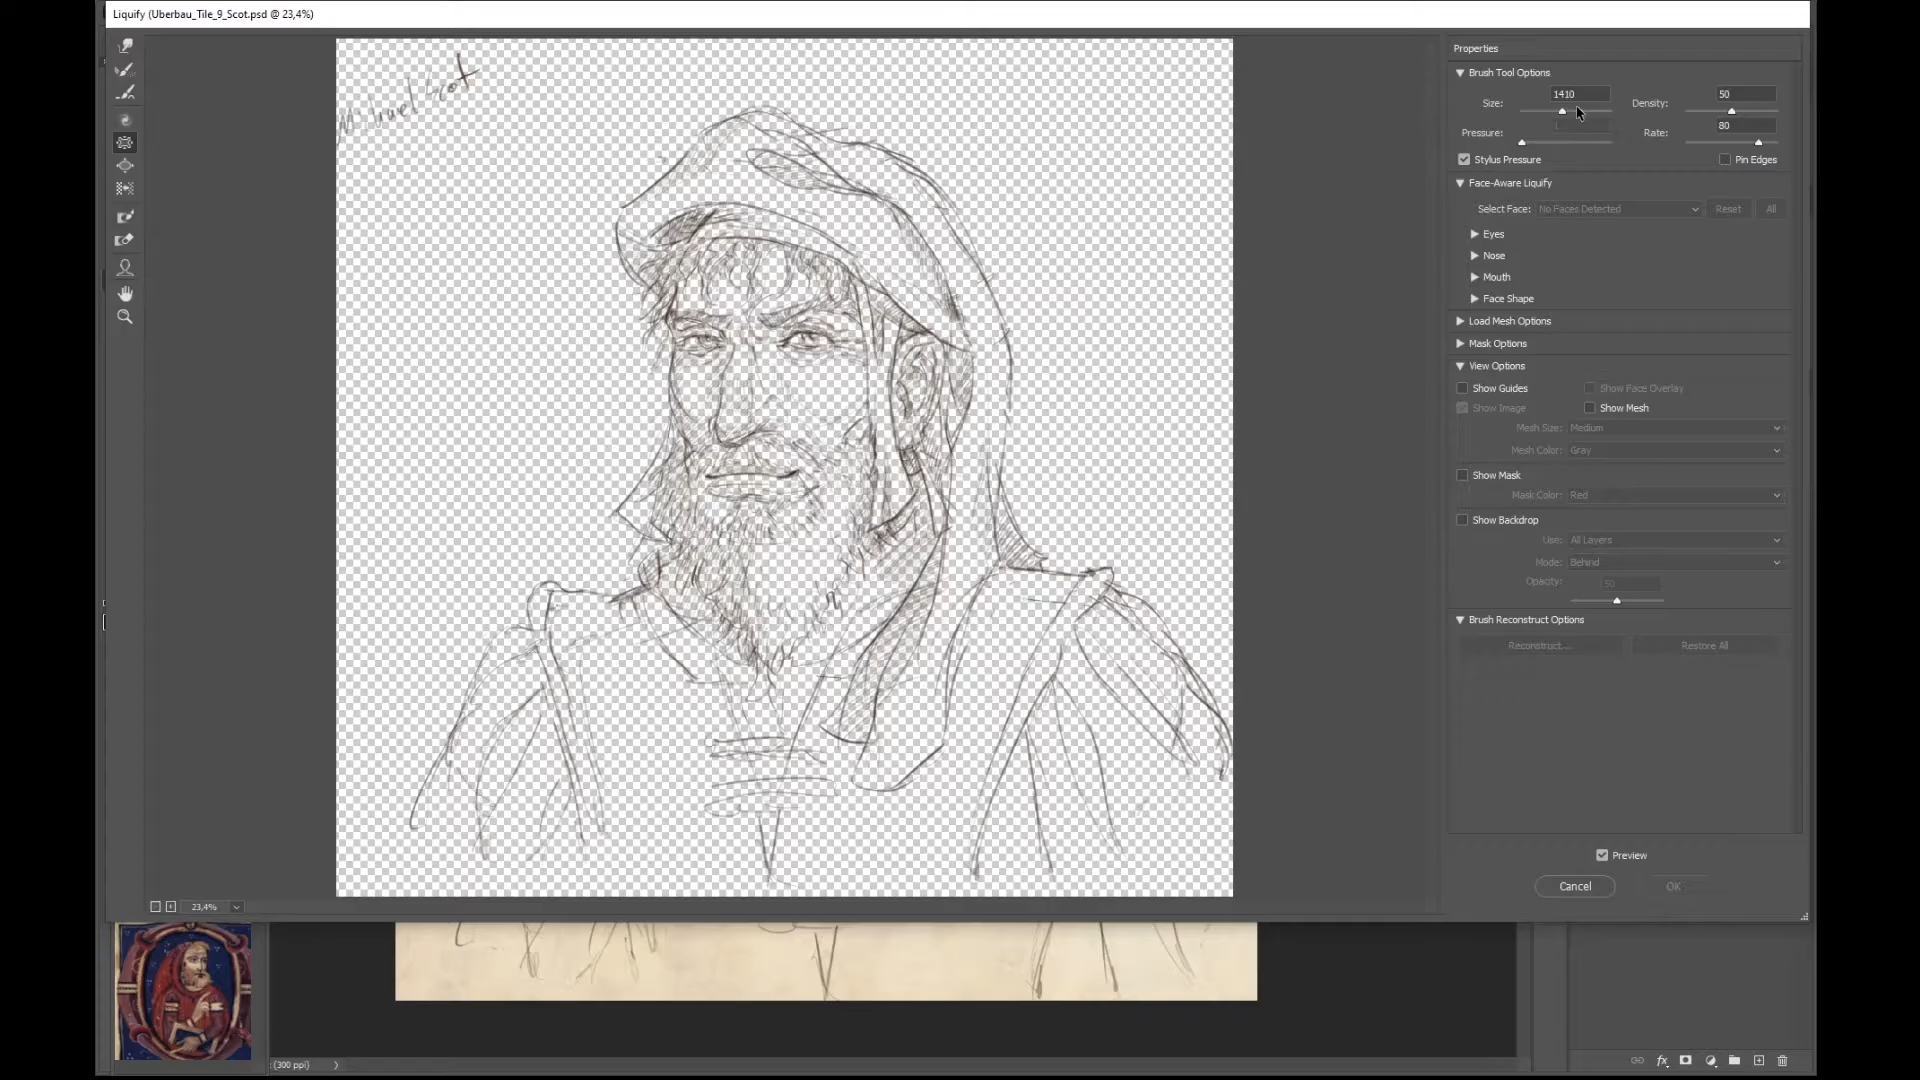 Liquify (Uberbau_Tile_9_Scot.psd @ 23,4%)
Michael Scot
Properties
Brush Tool Options
Size: 1410
Density: 50
Pressure: 1
Rate: 80
Stylus Pressure
Pin Edges
Face-Aware Liquify
Select Face: No Faces Detected
Reset
All
Eyes
Nose
Mouth
Face Shape
Load Mesh Options
Mask Options
View Options
Show Guides
Show Face Overlay
Show Image
Show Mesh
Mesh Size: Medium
Mesh Color: Gray
Show Mask
Mask Color: Red
Show Backdrop
Use: All Layers
Mode: Behind
Opacity: 50
Brush Reconstruct Options
Reconstruct...
Restore All
Preview
Cancel
OK
23,4%
(300 ppi)
fx